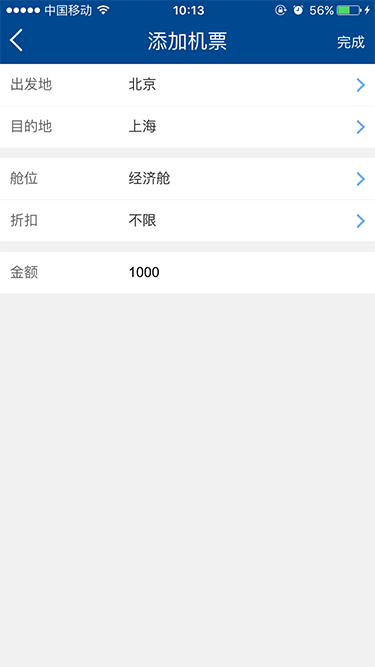 中国移动 10:13 56%
添加机票 完成
出发地 北京
目的地 上海
舱位 经济舱
折扣 不限
金额 1000